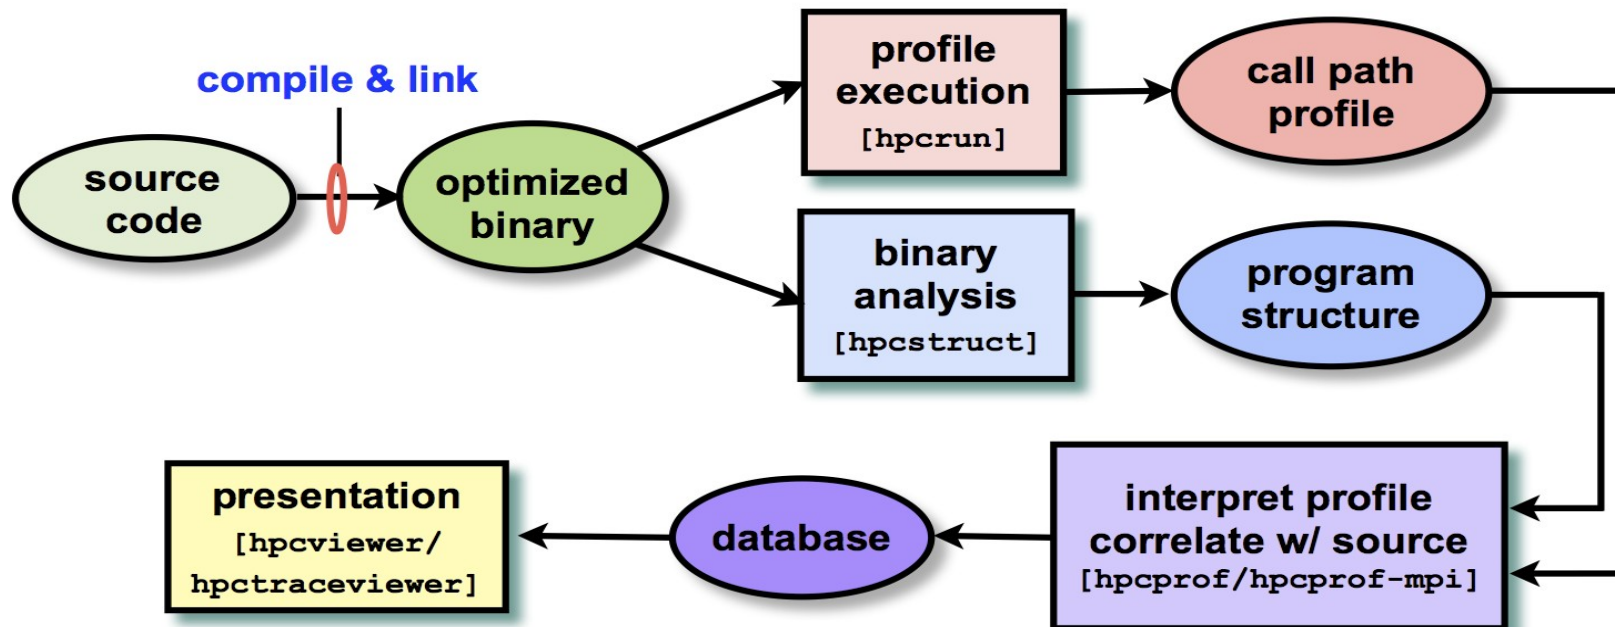 compile & link
source
code
optimized
binary
profile
execution
[hpcrun]
call path
profile
binary
analysis
[hpcstruct]
program
structure
interpret profile
correlate w/ source
[hpcprof/hpcprof-mpi]
database
presentation
[hpcviewer/
hpctraceviewer]